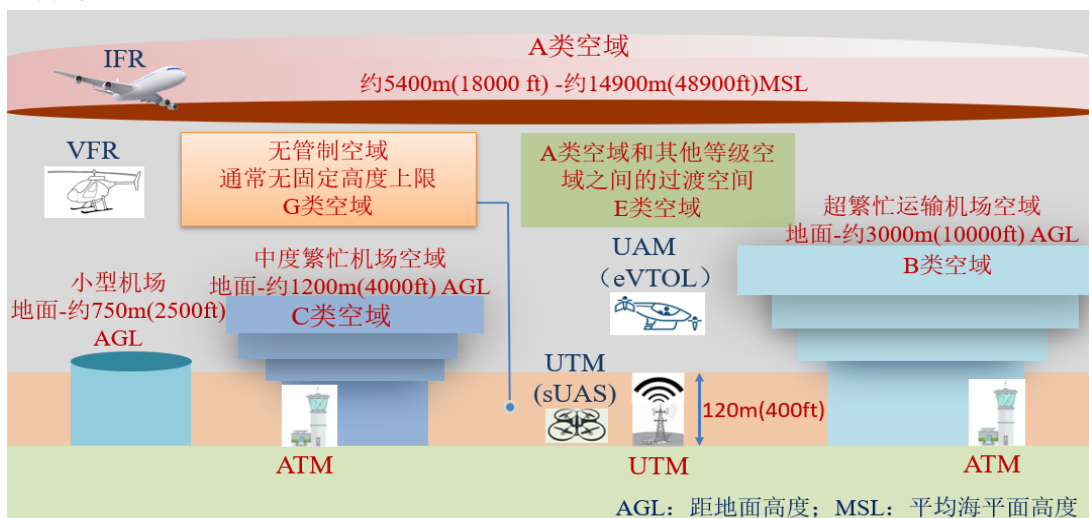 A类空域
IFR
约5400m(18000 ft) -约14900m(48900ft)MSL
VFR
无管制空域
通常无固定高度上限
G类空域
A类空域和其他等级空
域之间的过渡空间
E类空域
超繁忙运输机场空域
地面-约3000m(10000ft) AGL
B类空域
UAM
（eVTOL）
中度繁忙机场空域
地面-约1200m(4000ft) AGL
C类空域
小型机场
地面-约750m(2500ft)
AGL
UTM
(sUAS)
120m(400ft)
ATM
UTM
ATM
AGL：距地面高度；MSL：平均海平面高度